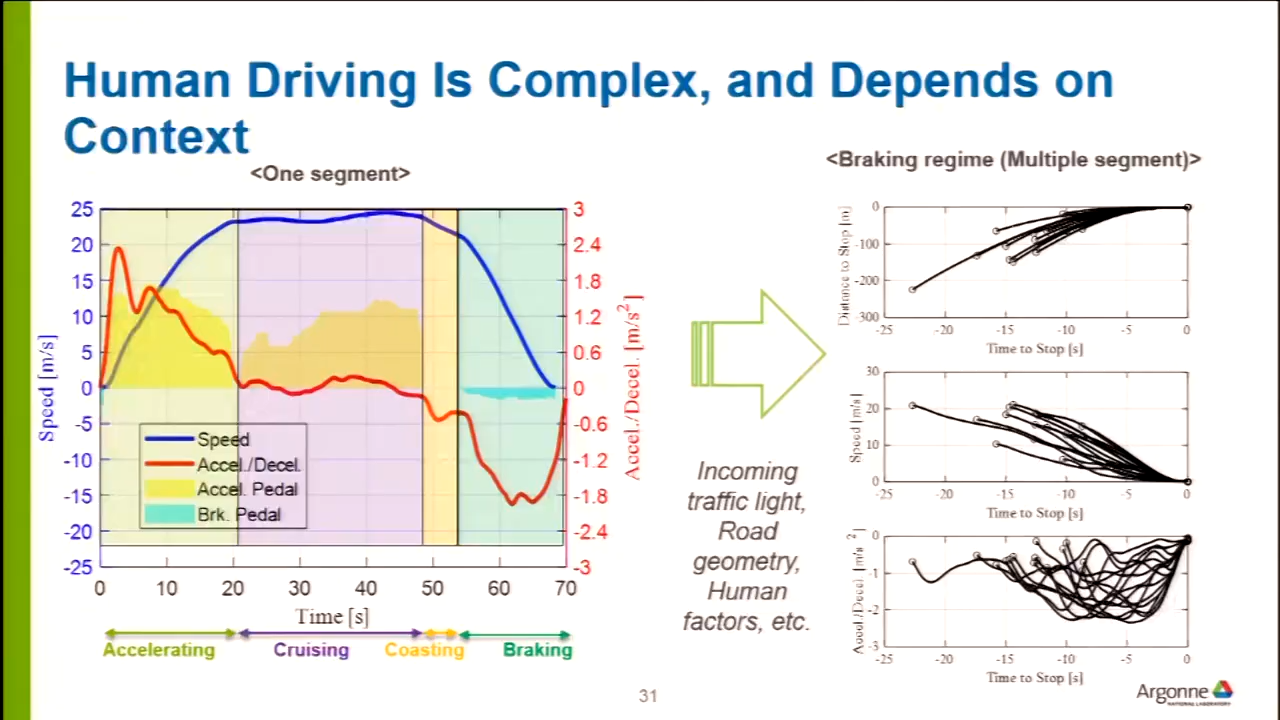 Human Driving Is Complex, and Depends on
Context
<One segment>
25
20
15
10
5
0
-5
-10
-15
-20
-25
Speed [m/s]
3
2.4
1.8
1.2
0.6
0
-0.6
-1.2
-1.8
-2.4
-3
Accel./Decel. [m/s²]
Speed
Accel./Decel.
Accel. Pedal
Brk. Pedal
0 10 20 30 40 50 60 70
Time [s]
Accelerating Cruising Coasting Braking
Incoming
traffic light,
Road
geometry,
Human
factors, etc.
<Braking regime (Multiple segment)>
Distance to Stop [m]
0
-100
-200
-300
-25 -20 -15 -10 -5 0
Time to Stop [s]
Speed [m/s]
30
20
10
0
-25 -20 -15 -10 -5 0
Time to Stop [s]
Accel./Decel. [m/s²]
0
-1
-2
-3
-25 -20 -15 -10 -5 0
Time to Stop [s]
31
Argonne
NATIONAL LABORATORY